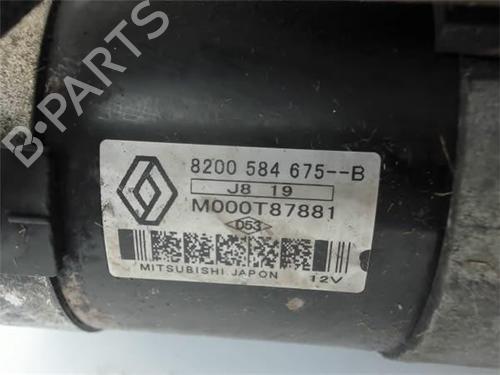 B-PARTS
8200 584 675--B
J8 19
M000T87881
D53
MITSUBISHI JAPON 12V